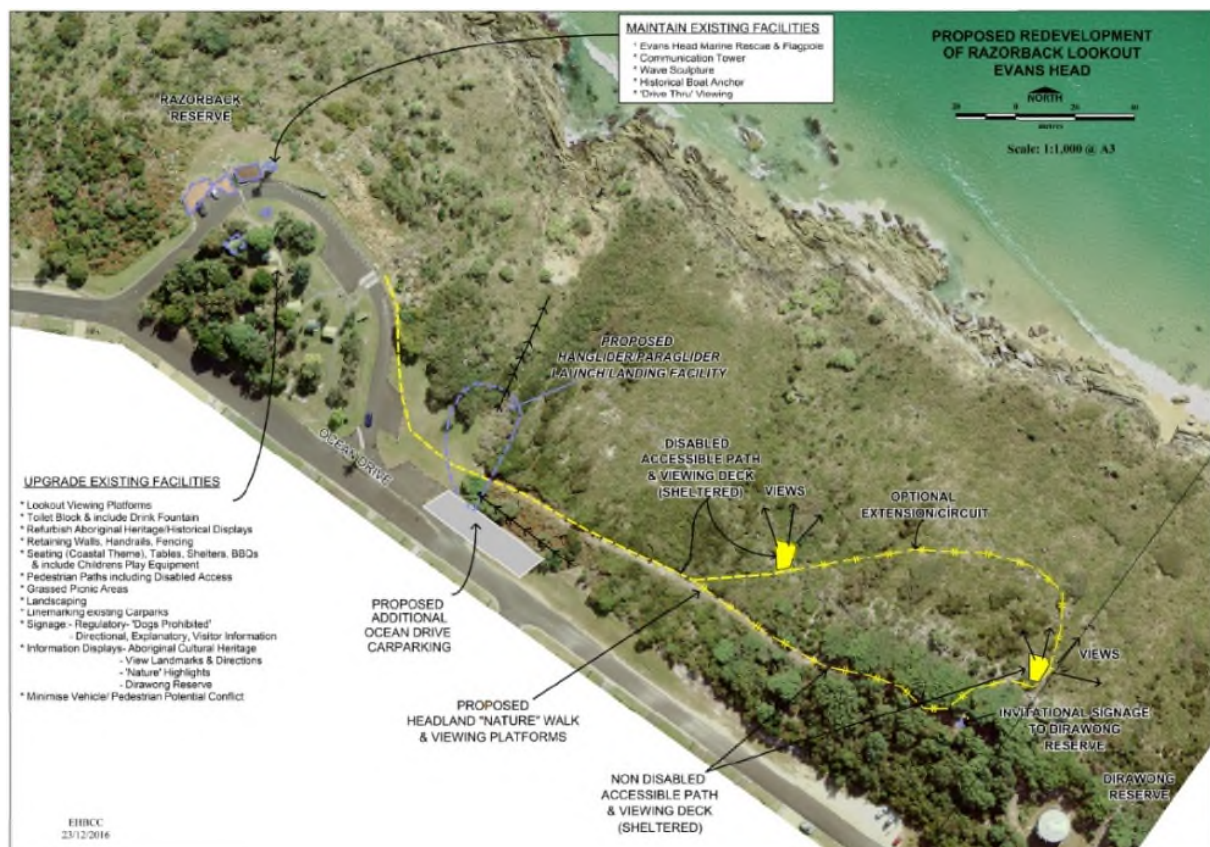 MAINTAIN EXISTING FACILITIES
* Evans Head Marine Rescue & Flagpole
* Communication Tower
* Wave Sculpture
* Historical Boat Anchor
* 'Drive Thru' Viewing
PROPOSED REDEVELOPMENT
OF RAZORBACK LOOKOUT
EVANS HEAD
NORTH
20 0 20 40
metres
Scale: 1:1,000 @ A3
RAZORBACK
RESERVE
PROPOSED
HANGLIDER/PARAGLIDER
LAUNCH/LANDING FACILITY
OCEAN DRIVE
DISABLED
ACCESSIBLE PATH
& VIEWING DECK
(SHELTERED)
VIEWS
OPTIONAL
EXTENSION/CIRCUIT
UPGRADE EXISTING FACILITIES
* Lookout Viewing Platforms
* Toilet Block & include Drink Fountain
* Refurbish Aboriginal Heritage/Historical Displays
* Retaining Walls, Handrails, Fencing
* Seating (Coastal Theme), Tables, Shelters, BBQs
& include Childrens Play Equipment
* Pedestrian Paths including Disabled Access
* Grassed Picnic Areas
* Landscaping
* Linemarking existing Carparks
* Signage:- Regulatory- 'Dogs Prohibited'
- Directional, Explanatory, Visitor Information
* Information Displays- Aboriginal Cultural Heritage
- View Landmarks & Directions
- 'Nature' Highlights
- Dirawong Reserve
* Minimise Vehicle/ Pedestrian Potential Conflict
PROPOSED
ADDITIONAL
OCEAN DRIVE
CARPARKING
PROPOSED
HEADLAND "NATURE" WALK
& VIEWING PLATFORMS
VIEWS
INVITATIONAL SIGNAGE
TO DIRAWONG
RESERVE
NON DISABLED
ACCESSIBLE PATH
& VIEWING DECK
(SHELTERED)
DIRAWONG
RESERVE
EHBCC
23/12/2016